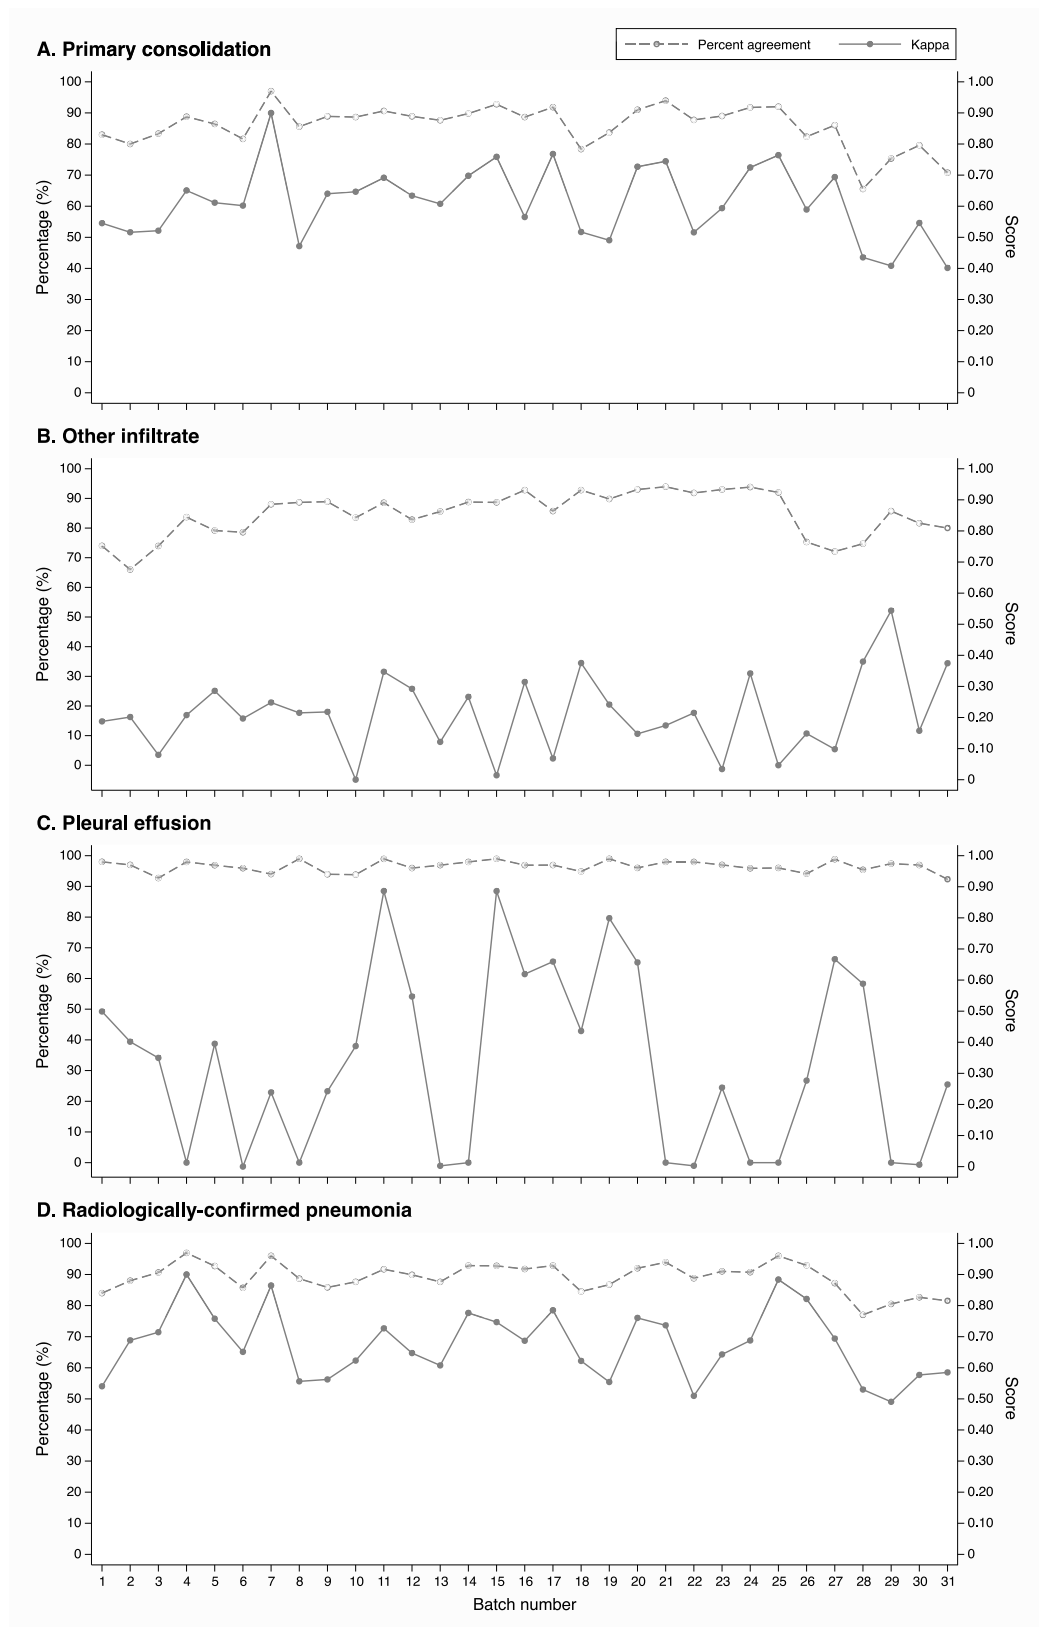 A. Primary consolidation
Percent agreement Kappa
100 1.00
90 0.90
80 0.80
70 0.70
60 0.60
50 0.50
40 0.40
30 0.30
20 0.20
10 0.10
0 0
Percentage (%)
Score
B. Other infiltrate
100 1.00
90 0.90
80 0.80
70 0.70
60 0.60
50 0.50
40 0.40
30 0.30
20 0.20
10 0.10
0 0
Percentage (%)
Score
C. Pleural effusion
100 1.00
90 0.90
80 0.80
70 0.70
60 0.60
50 0.50
40 0.40
30 0.30
20 0.20
10 0.10
0 0
Percentage (%)
Score
D. Radiologically-confirmed pneumonia
100 1.00
90 0.90
80 0.80
70 0.70
60 0.60
50 0.50
40 0.40
30 0.30
20 0.20
10 0.10
0 0
Percentage (%)
Score
1 2 3 4 5 6 7 8 9 10 11 12 13 14 15 16 17 18 19 20 21 22 23 24 25 26 27 28 29 30 31
Batch number